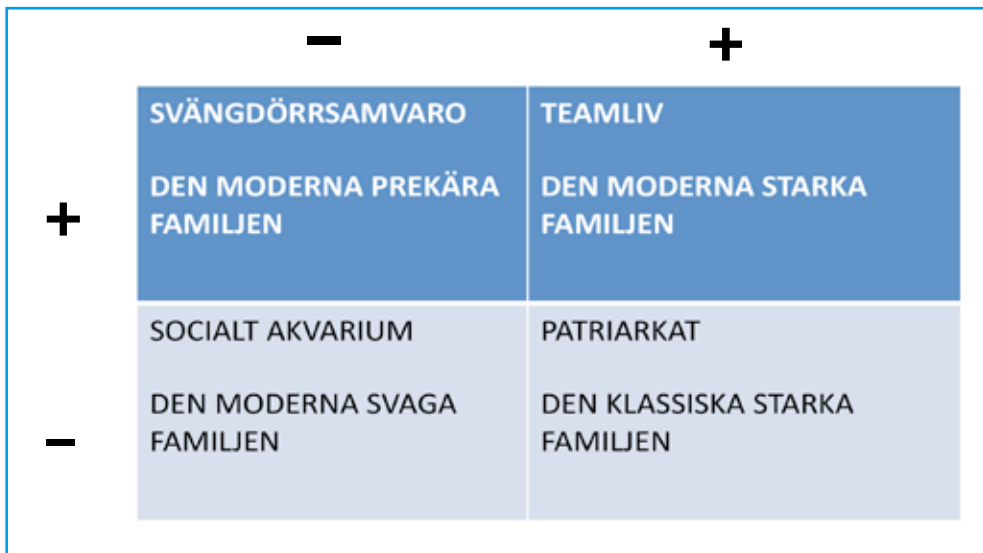 – +
SVÄNGDÖRRSAMVARO
DEN MODERNA PREKÄRA
FAMILJEN
TEAMLIV
DEN MODERNA STARKA
FAMILJEN
+
SOCIALT AKVARIUM
DEN MODERNA SVAGA
FAMILJEN
PATRIARKAT
DEN KLASSISKA STARKA
FAMILJEN
–